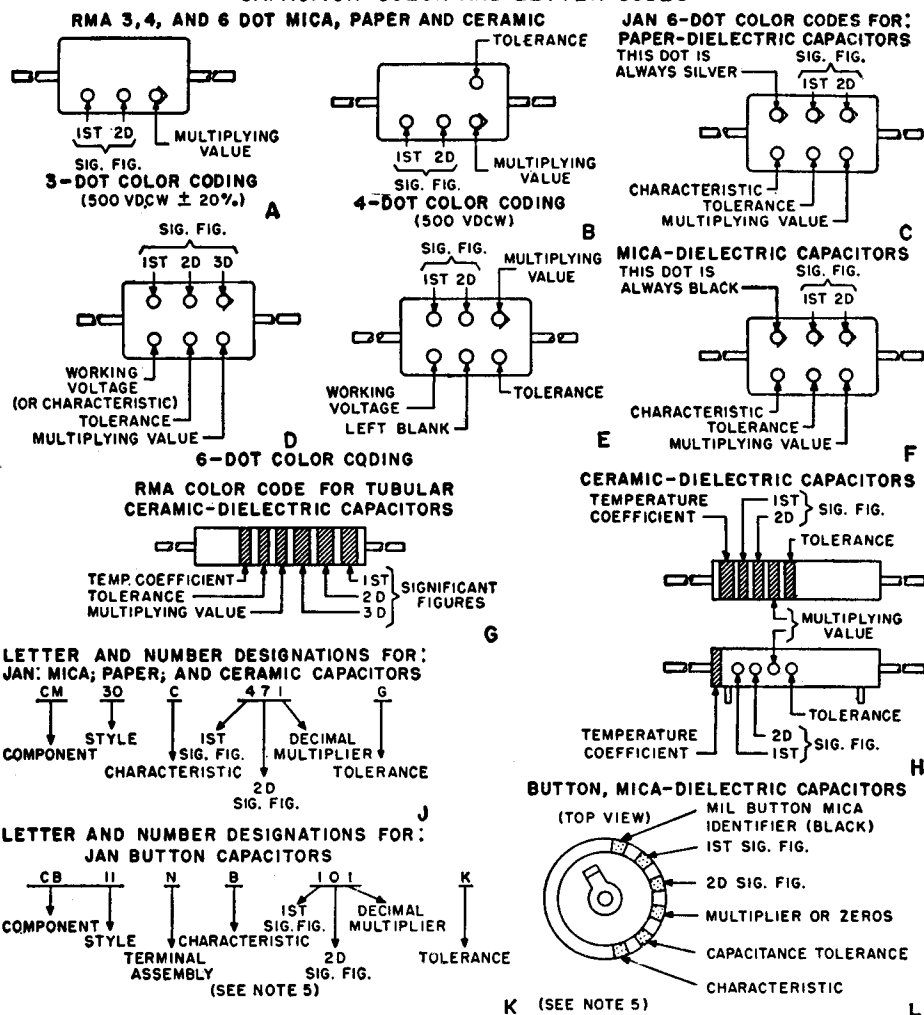 RMA 3,4, AND 6 DOT MICA, PAPER AND CERAMIC
1ST 2D
SIG. FIG.
MULTIPLYING
VALUE
3-DOT COLOR CODING
(500 VDCW ± 20%)
A
TOLERANCE
1ST 2D
SIG. FIG.
MULTIPLYING
VALUE
4-DOT COLOR CODING
(500 VDCW)
B
JAN 6-DOT COLOR CODES FOR:
PAPER-DIELECTRIC CAPACITORS
THIS DOT IS
ALWAYS SILVER
SIG. FIG.
1ST 2D
CHARACTERISTIC
TOLERANCE
MULTIPLYING VALUE
C
SIG. FIG.
1ST 2D 3D
WORKING
VOLTAGE
(OR CHARACTERISTIC)
TOLERANCE
MULTIPLYING VALUE
D
6-DOT COLOR CODING
SIG. FIG.
1ST 2D
MULTIPLYING
VALUE
WORKING
VOLTAGE
LEFT BLANK
TOLERANCE
E
MICA-DIELECTRIC CAPACITORS
THIS DOT IS
ALWAYS BLACK
SIG. FIG.
1ST 2D
CHARACTERISTIC
TOLERANCE
MULTIPLYING VALUE
F
RMA COLOR CODE FOR TUBULAR
CERAMIC-DIELECTRIC CAPACITORS
TEMP. COEFFICIENT
TOLERANCE
MULTIPLYING VALUE
1ST
2D
3D
SIGNIFICANT
FIGURES
G
CERAMIC-DIELECTRIC CAPACITORS
TEMPERATURE
COEFFICIENT
1ST
2D
SIG. FIG.
TOLERANCE
MULTIPLYING
VALUE
TOLERANCE
TEMPERATURE
COEFFICIENT
2D
1ST
SIG. FIG.
H
LETTER AND NUMBER DESIGNATIONS FOR:
JAN: MICA; PAPER; AND CERAMIC CAPACITORS
CM 30 C 471 G
COMPONENT
STYLE
CHARACTERISTIC
1ST
SIG. FIG.
2D
SIG. FIG.
DECIMAL
MULTIPLIER
TOLERANCE
J
LETTER AND NUMBER DESIGNATIONS FOR:
JAN BUTTON CAPACITORS
CB 11 N B 101 K
COMPONENT
STYLE
TERMINAL
ASSEMBLY
CHARACTERISTIC
1ST
SIG. FIG.
2D
SIG. FIG.
DECIMAL
MULTIPLIER
TOLERANCE
(SEE NOTE 5)
K
BUTTON, MICA-DIELECTRIC CAPACITORS
(TOP VIEW)
MIL BUTTON MICA
IDENTIFIER (BLACK)
1ST SIG. FIG.
2D SIG. FIG.
MULTIPLIER OR ZEROS
CAPACITANCE TOLERANCE
CHARACTERISTIC
(SEE NOTE 5)
L